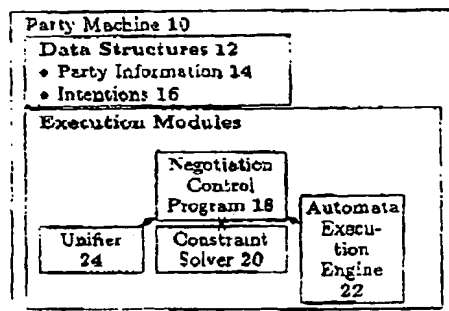 Party Machine 10
Data Structures 12
• Party Information 14
• Intentions 16
Execution Modules
Negotiation
Control
Program 18
Unifier
24
Constraint
Solver 20
Automata
Execu-
tion
Engine
22